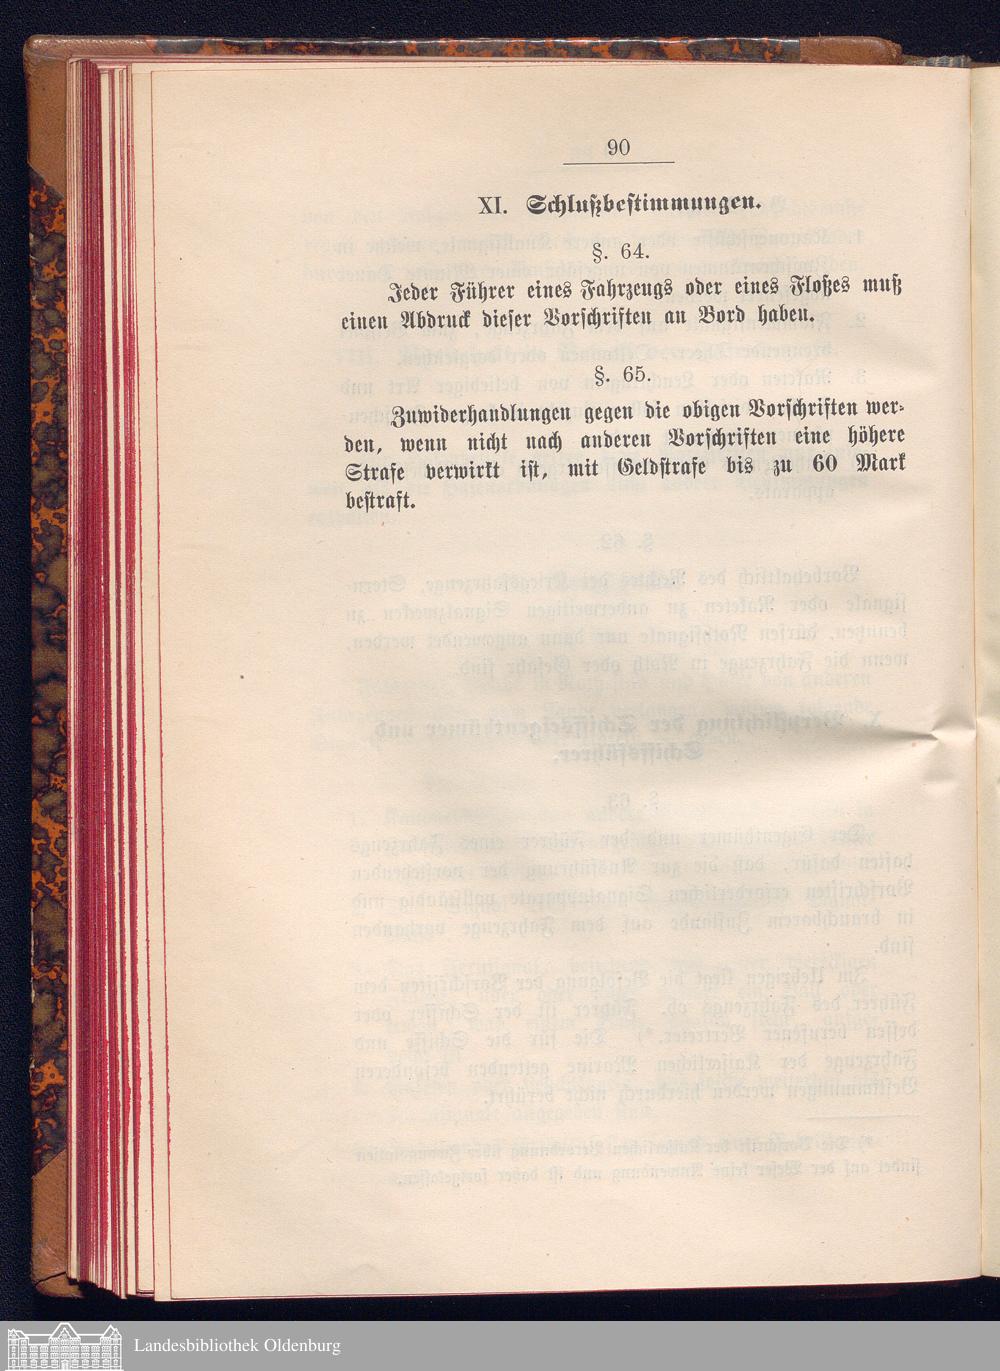 90
XI. Schlußbestimmungen.
§. 64.
Jeder Führer eines Fahrzeugs oder eines Floßes muß
einen Abdruck dieser Vorschriften an Bord haben.
§. 65.
Zuwiderhandlungen gegen die obigen Vorschriften wer-
den, wenn nicht nach anderen Vorschriften eine höhere
Strafe verwirkt ist, mit Geldstrafe bis zu 60 Mark
bestraft.
Landesbibliothek Oldenburg